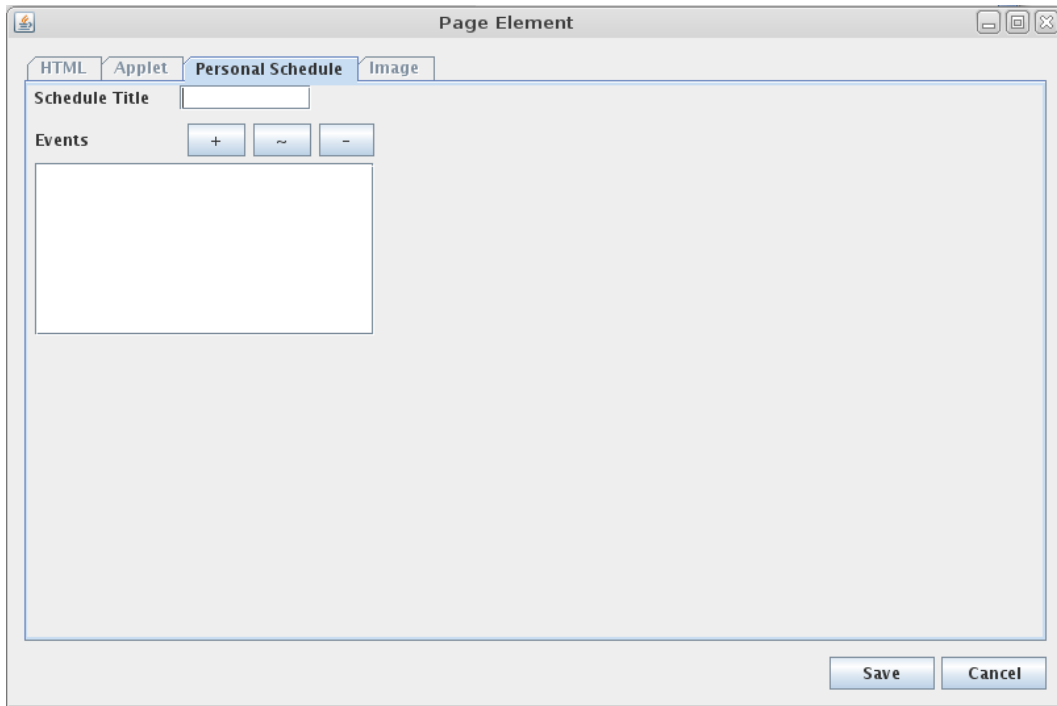 Page Element
HTML Applet Personal Schedule Image
Schedule Title
Events + ~ -
Save Cancel